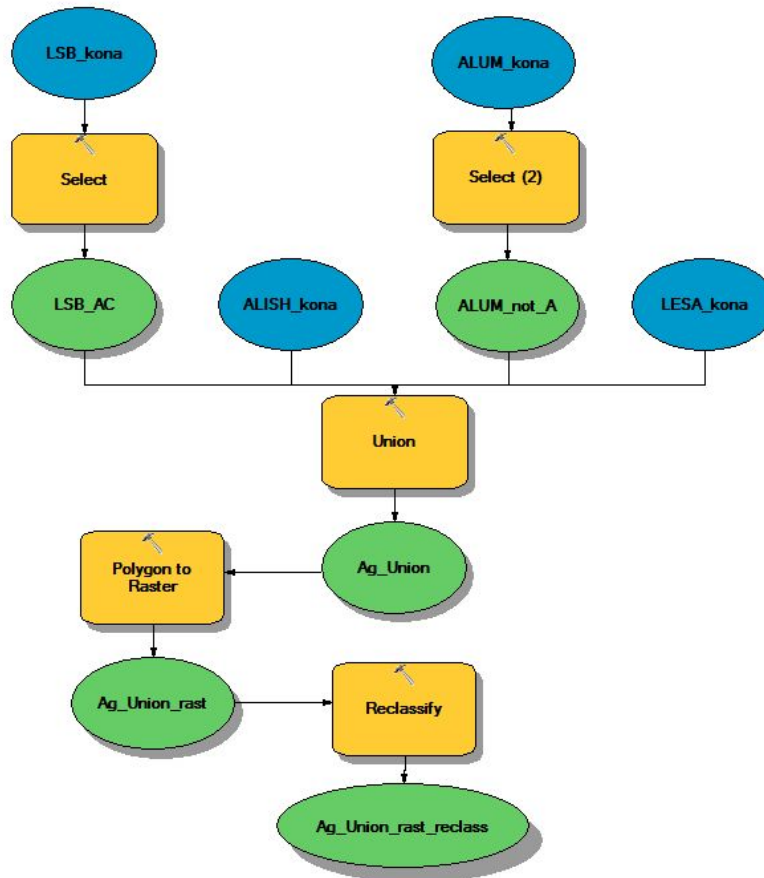 LSB_kona
ALUM_kona
Select
Select (2)
LSB_AC
ALISH_kona
ALUM_not_A
LESA_kona
Union
Ag_Union
Polygon to
Raster
Ag_Union_rast
Reclassify
Ag_Union_rast_reclass